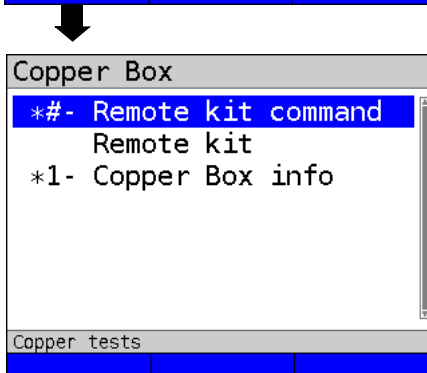 Copper Box
*#- Remote kit command
Remote kit
*1- Copper Box info
Copper tests